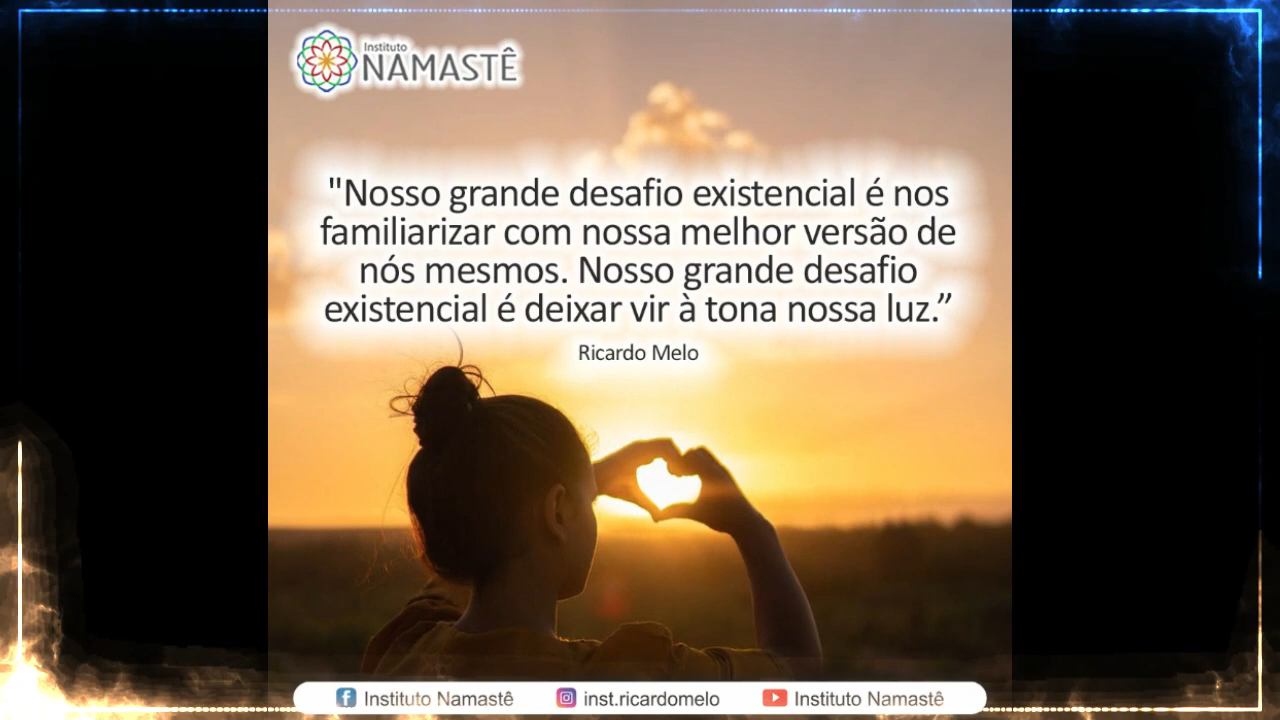 Instituto
NAMASTÊ
"Nosso grande desafio existencial é nos
familiarizar com nossa melhor versão de
nós mesmos. Nosso grande desafio
existencial é deixar vir à tona nossa luz.”
Ricardo Melo
Instituto Namastê inst.ricardomelo Instituto Namastê